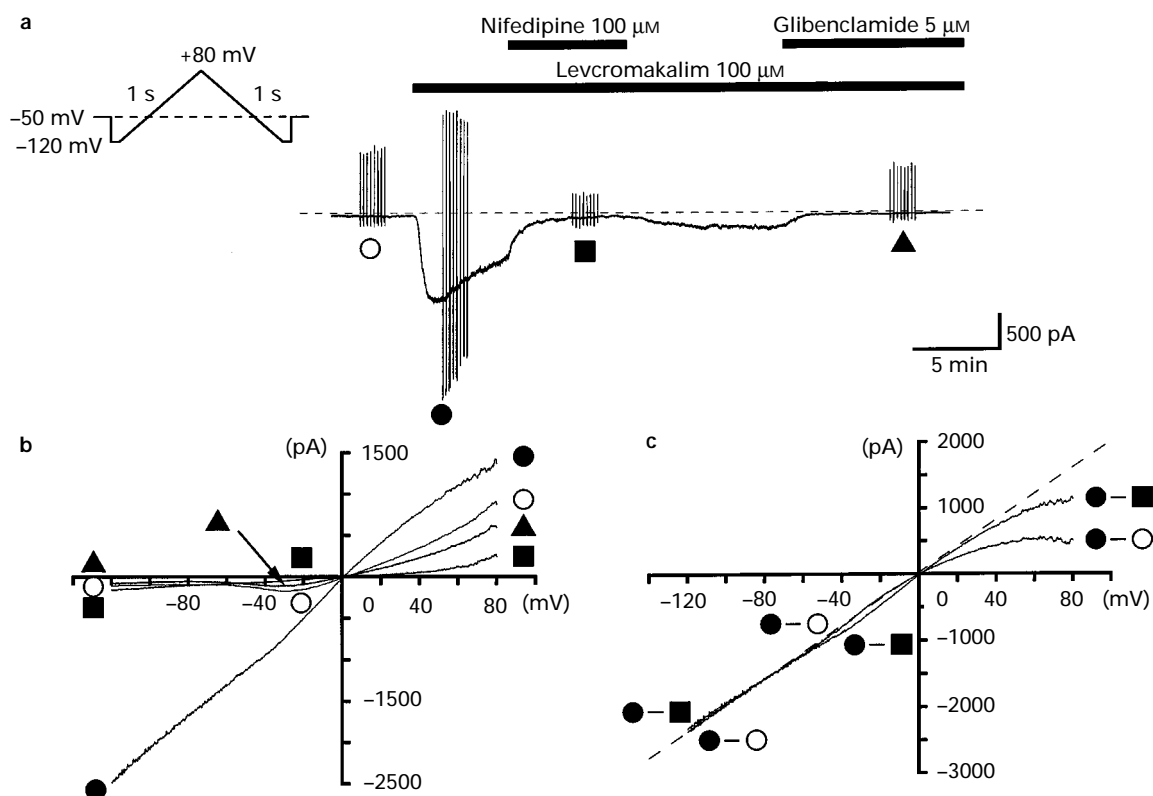 a
Nifedipine 100 μM
Glibenclamide 5 μM
+80 mV
Levcromakalim 100 μM
1 s
1 s
−50 mV
−120 mV
500 pA
5 min
b
(pA)
1500
−80
−40
0
40
80
(mV)
−1500
−2500
c
(pA)
2000
1000
−120
−80
−40
0
40
80
(mV)
−1000
−2000
−3000